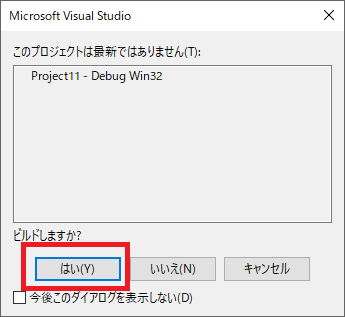 Microsoft Visual Studio
このプロジェクトは最新ではありません(T):
Project11 - Debug Win32
ビルドしますか?
はい(Y)
いいえ(N)
キャンセル
今後このダイアログを表示しない(D)